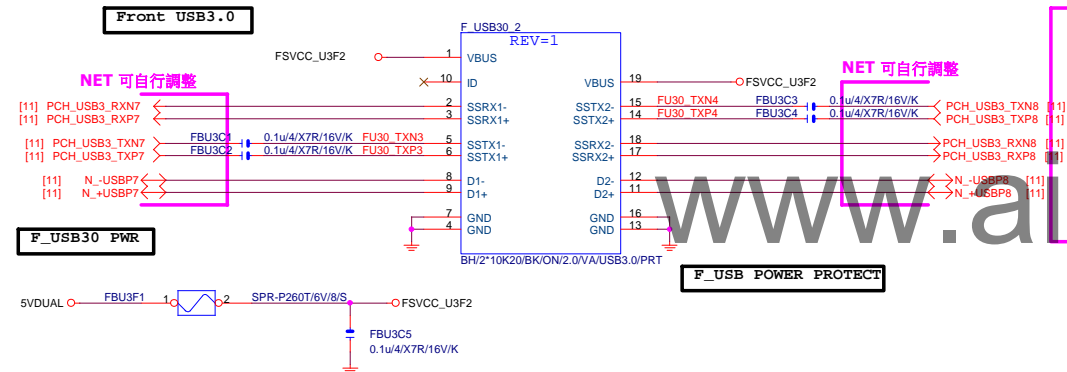 Front USB3.0
F_USB30_2
REV=1
FSVCC_U3F2
1 VBUS
10 ID
VBUS 19
FSVCC_U3F2
NET 可自行調整
NET 可自行調整
[11] PCH_USB3_RXN7
2 SSRX1-
[11] PCH_USB3_RXP7
3 SSRX1+
SSTX2- 15 FU30_TXN4 FBU3C3 0.1u/4/X7R/16V/K PCH_USB3_TXN8 [11]
SSTX2+ 14 FU30_TXP4 FBU3C4 0.1u/4/X7R/16V/K PCH_USB3_TXP8 [11]
[11] PCH_USB3_TXN7 FBU3C1 0.1u/4/X7R/16V/K FU30_TXN3 5 SSTX1-
[11] PCH_USB3_TXP7 FBU3C2 0.1u/4/X7R/16V/K FU30_TXP3 6 SSTX1+
SSRX2- 18 PCH_USB3_RXN8 [11]
SSRX2+ 17 PCH_USB3_RXP8 [11]
[11] N_-USBP7 8 D1-
[11] N_+USBP7 9 D1+
D2- 12 N_-USBP8 [11]
D2+ 11 N_+USBP8 [11]
7 GND
4 GND
GND 16
GND 13
www.ai
F_USB30 PWR
BH/2*10K20/BK/ON/2.0/VA/USB3.0/PRT
F_USB POWER PROTECT
5VDUAL FBU3F1 1 2 SPR-P260T/6V/8/S FSVCC_U3F2
FBU3C5
0.1u/4/X7R/16V/K